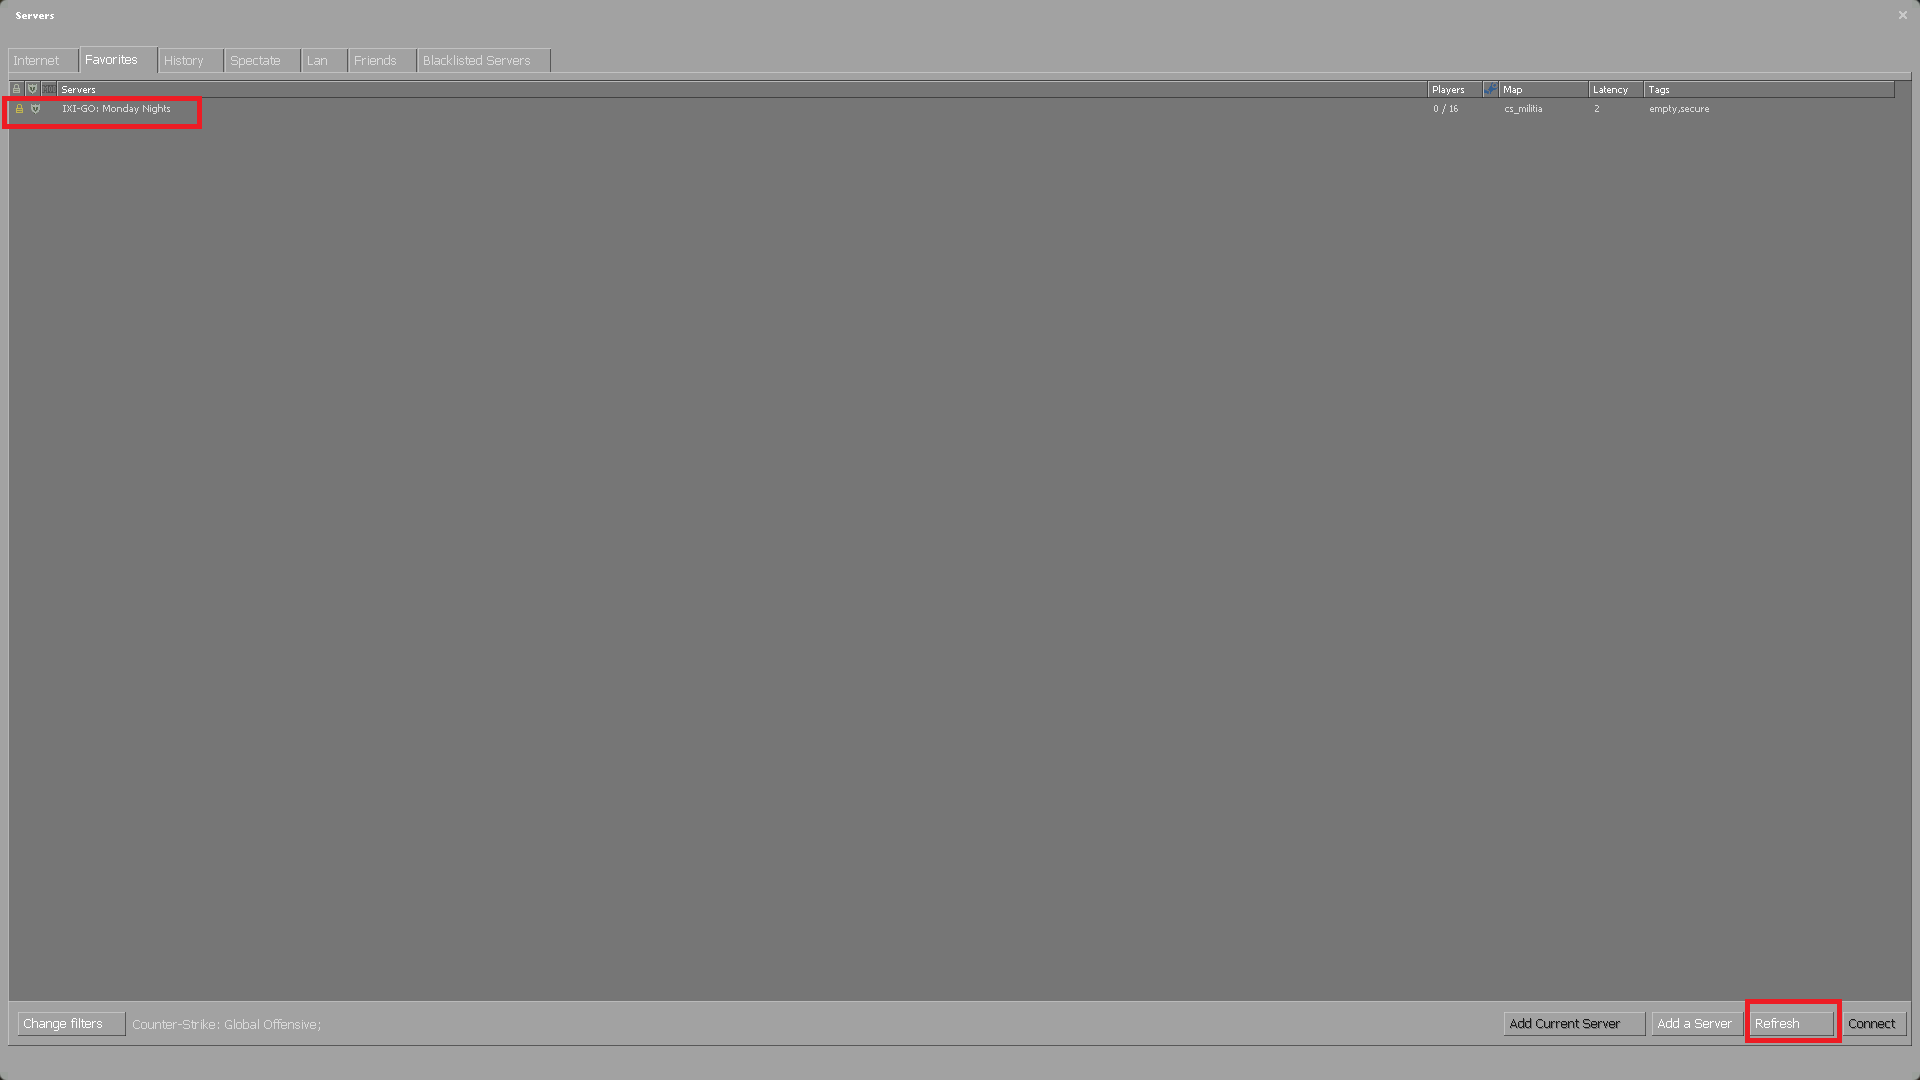 Servers
Internet Favorites History Spectate Lan Friends Blacklisted Servers
Servers Players Map Latency Tags
IXI-GO: Monday Nights 0 / 16 cs_militia 2 empty,secure
Change filters Counter-Strike: Global Offensive; Add Current Server Add a Server Refresh Connect